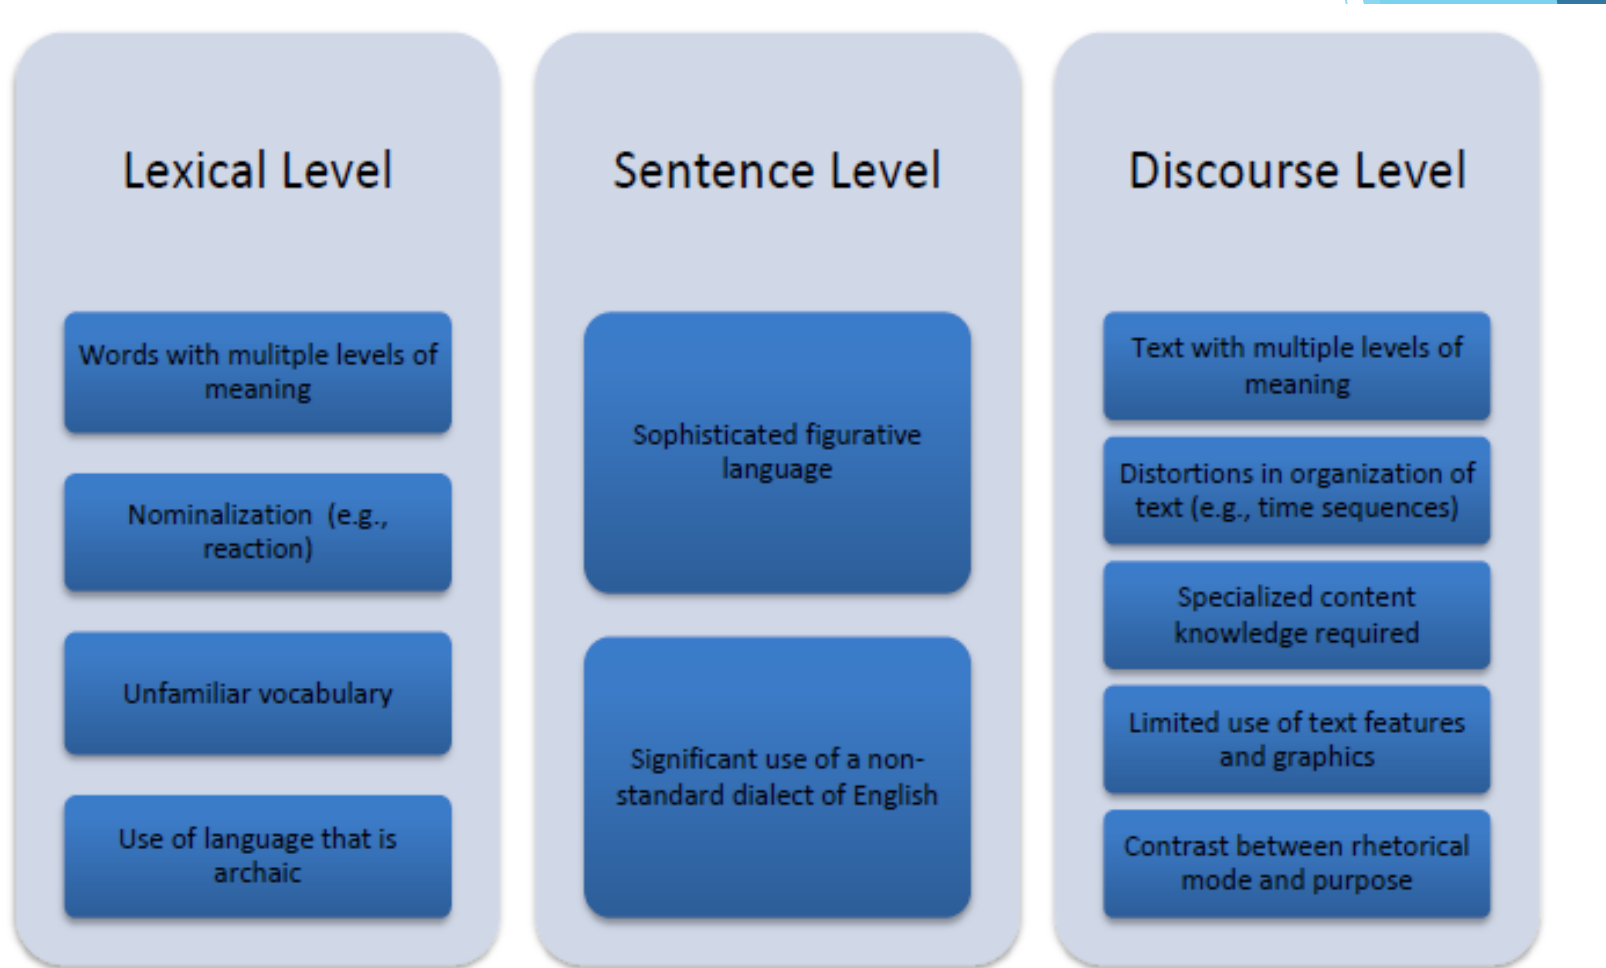 Lexical Level
Words with mulitple levels of
meaning
Nominalization (e.g.,
reaction)
Unfamiliar vocabulary
Use of language that is
archaic
Sentence Level
Sophisticated figurative
language
Significant use of a non-
standard dialect of English
Discourse Level
Text with multiple levels of
meaning
Distortions in organization of
text (e.g., time sequences)
Specialized content
knowledge required
Limited use of text features
and graphics
Contrast between rhetorical
mode and purpose